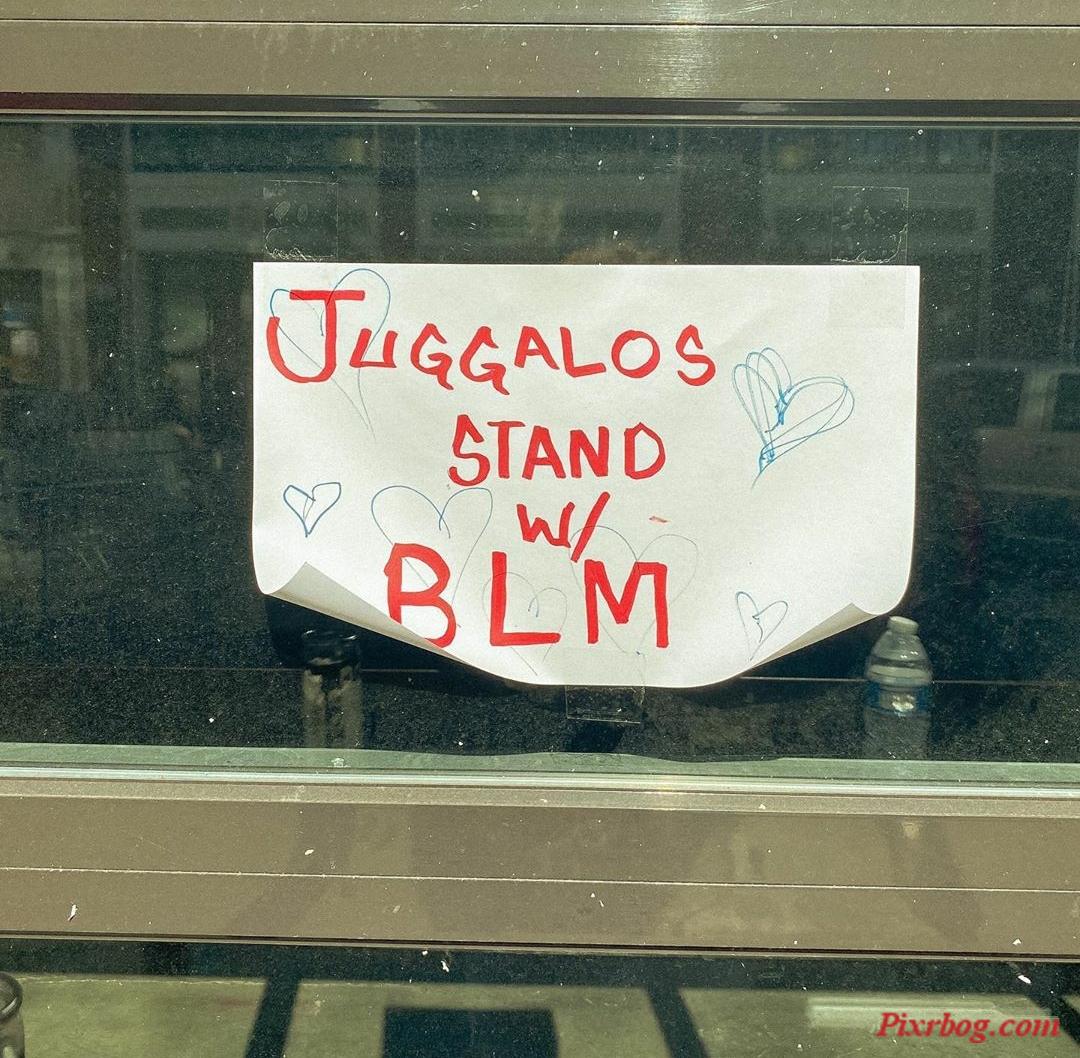 JUGGALOS
STAND
W/
BLM
Pixrbog.com